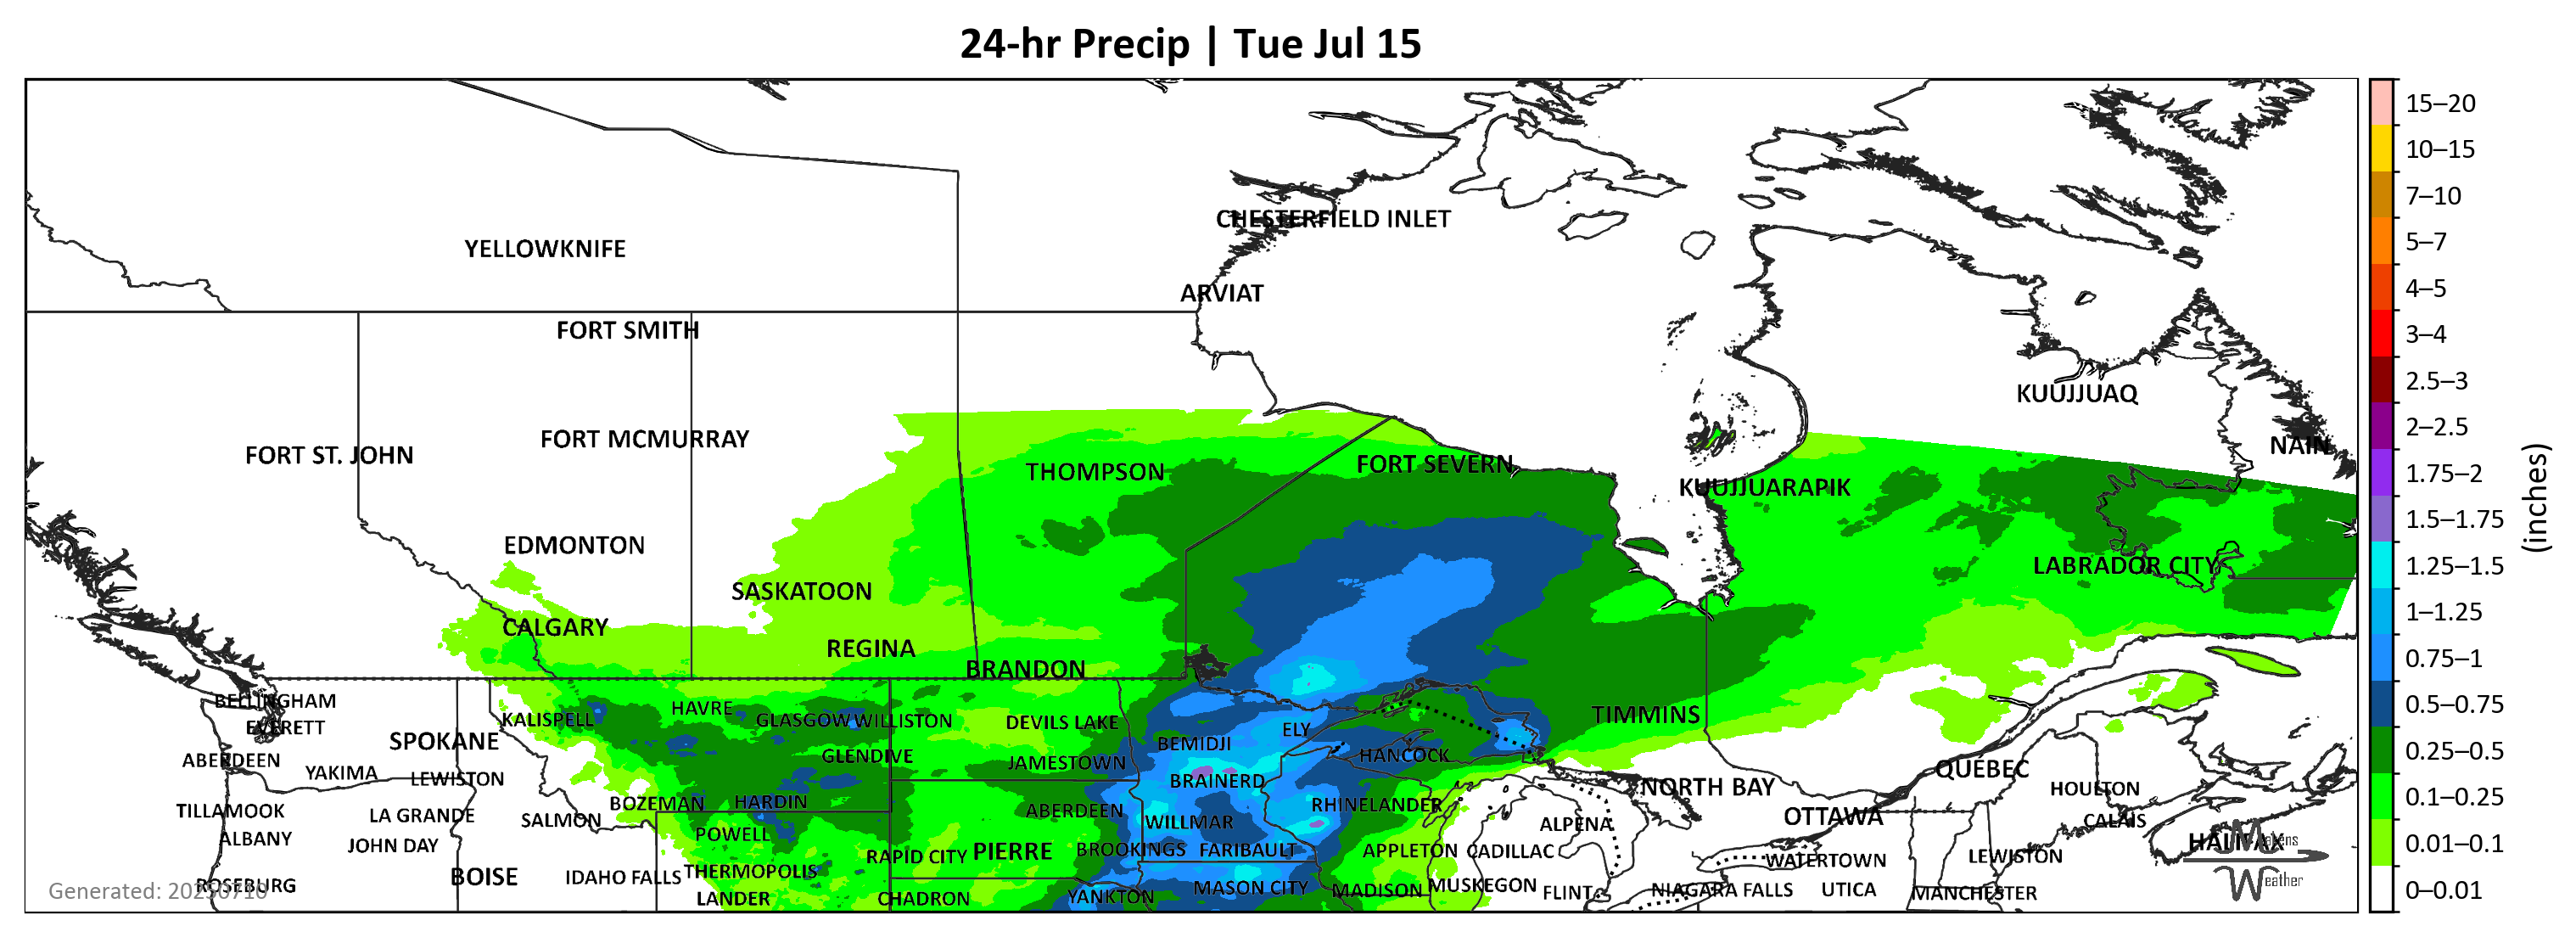 24-hr Precip | Tue Jul 15
CHESTERFIELD INLET
YELLOWKNIFE
ARVIAT
FORT SMITH
KUUJJUAQ
FORT MCMURRAY
NAIN
FORT ST. JOHN
THOMPSON
FORT SEVERN
KUUJJUARAPIK
EDMONTON
LABRADOR CITY
SASKATOON
CALGARY
REGINA
BRANDON
BELLINGHAM
HAVRE
TIMMINS
KALISPELL
GLASGOW
WILLISTON
DEVILS LAKE
EVERETT
ELY
SPOKANE
BEMIDJI
GLENDIVE
HANCOCK
ABERDEEN
JAMESTOWN
QUÉBEC
YAKIMA
LEWISTON
BRAINERD
NORTH BAY
HOULTON
BOZEMAN
HARDIN
RHINELANDER
TILLAMOOK
LA GRANDE
ABERDEEN
OTTAWA
SALMON
WILLMAR
ALPENA
CALAIS
ALBANY
POWELL
JOHN DAY
HALIFAX
BROOKINGS
FARIBAULT
APPLETON
CADILLAC
RAPID CITY
PIERRE
LEWISTON
WATERTOWN
BOISE
IDAHO FALLS
THERMOPOLIS
ROSEBURG
MASON CITY
MADISON
MUSKEGON
FLINT
NIAGARA FALLS
UTICA
MANCHESTER
LANDER
CHADRON
YANKTON
Generated: 20250710
Weather
15–20
10–15
7–10
5–7
4–5
3–4
2.5–3
2–2.5
1.75–2
1.5–1.75
1.25–1.5
1–1.25
0.75–1
0.5–0.75
0.25–0.5
0.1–0.25
0.01–0.1
0–0.01
(inches)